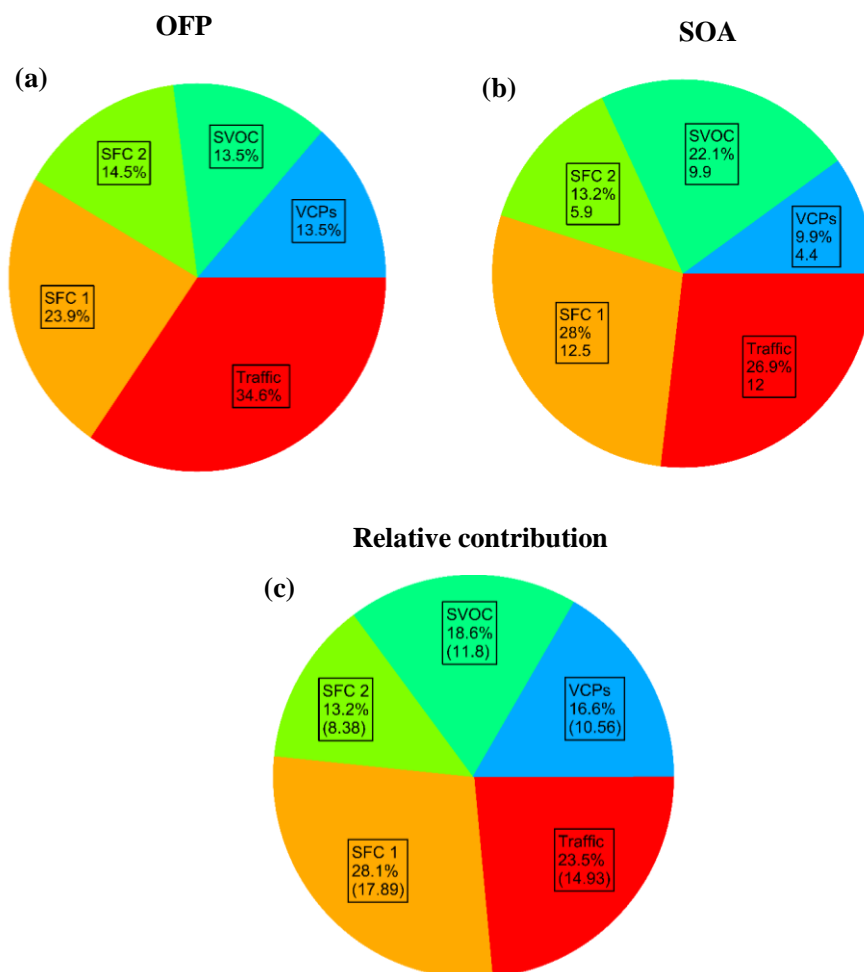 OFP
(a)
SVOC
13.5%
SFC 2
14.5%
VCPs
13.5%
SFC 1
23.9%
Traffic
34.6%
SOA
(b)
SVOC
22.1%
9.9
SFC 2
13.2%
5.9
VCPs
9.9%
4.4
SFC 1
28%
12.5
Traffic
26.9%
12
Relative contribution
(c)
SVOC
18.6%
(11.8)
SFC 2
13.2%
(8.38)
VCPs
16.6%
(10.56)
SFC 1
28.1%
(17.89)
Traffic
23.5%
(14.93)